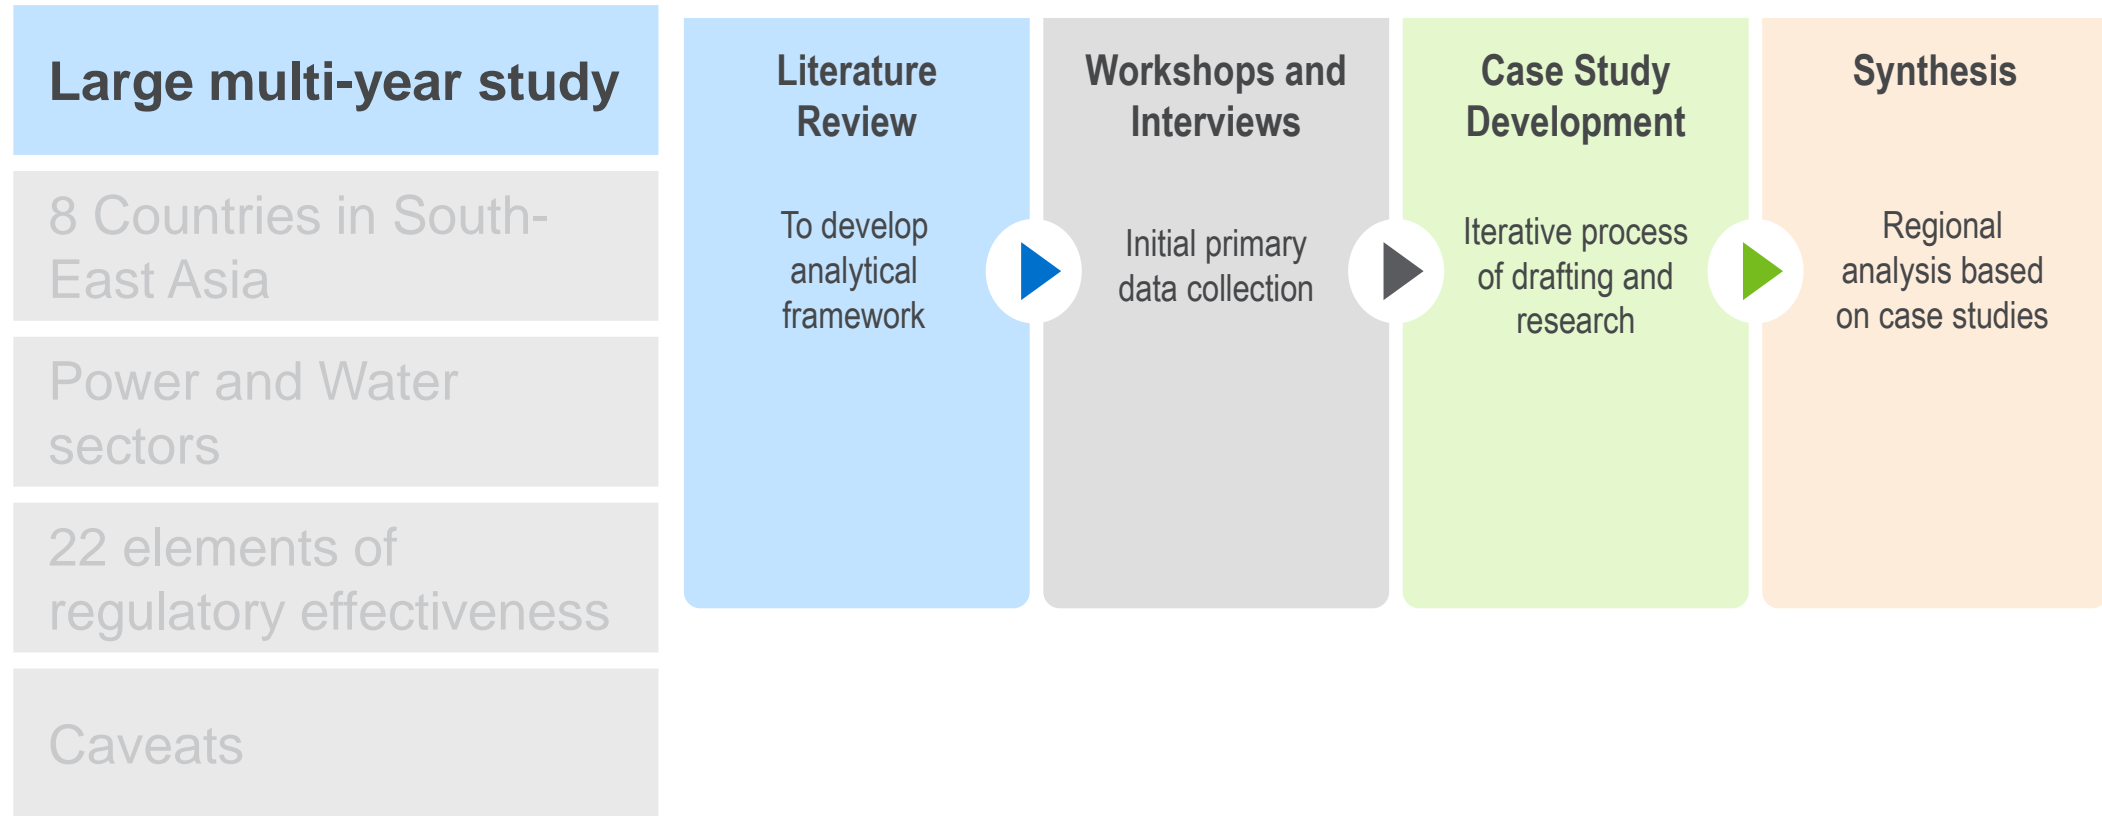 Large multi-year study
8 Countries in South-
East Asia
Power and Water
sectors
22 elements of
regulatory effectiveness
Caveats
Literature
Review
To develop
analytical
framework
Workshops and
Interviews
Initial primary
data collection
Case Study
Development
Iterative process
of drafting and
research
Synthesis
Regional
analysis based
on case studies